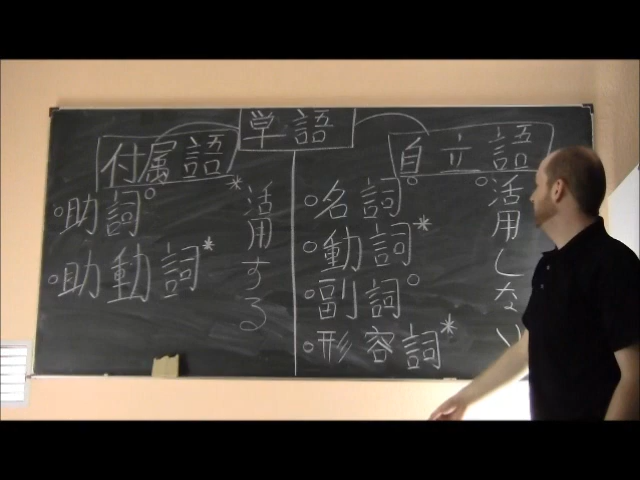 単語
付属語
°助詞°
°助動詞*
*活用する
自立語
°名詞°
°動詞*
°副詞°
°形容詞*
°活用しない